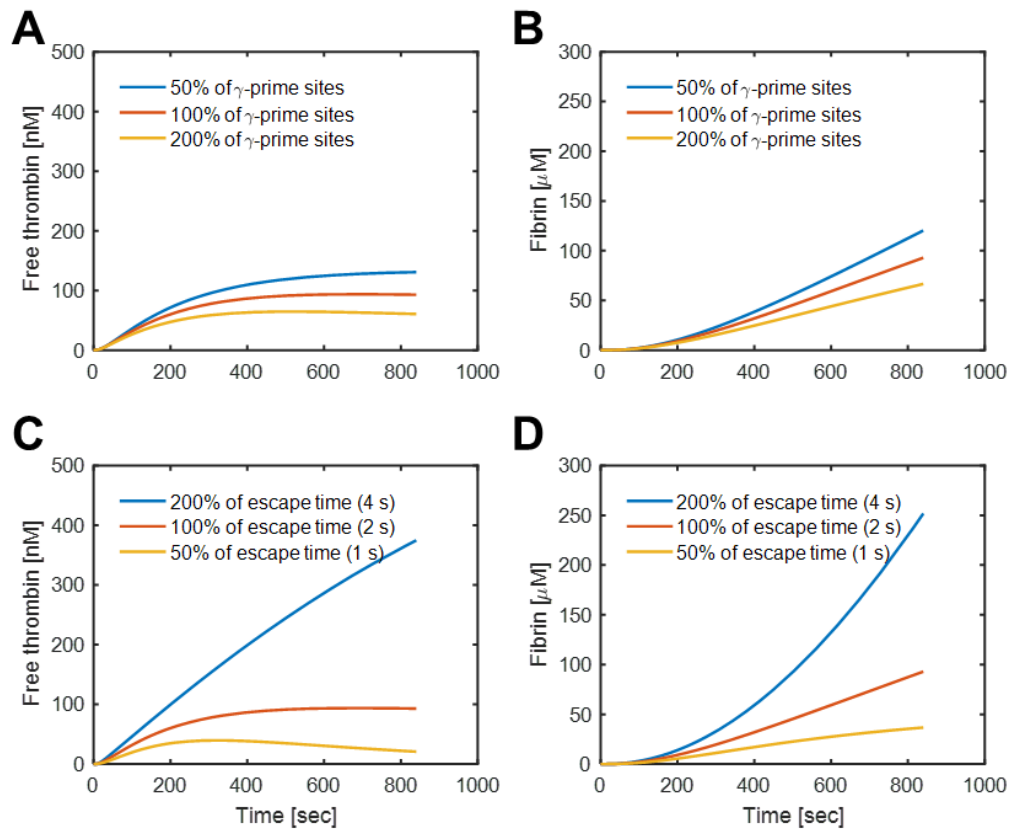 A
B
Free thrombin [nM]
500
400
300
200
100
0
50% of γ-prime sites
100% of γ-prime sites
200% of γ-prime sites
0 200 400 600 800 1000
Fibrin [μM]
300
250
200
150
100
50
0
50% of γ-prime sites
100% of γ-prime sites
200% of γ-prime sites
0 200 400 600 800 1000
C
D
Free thrombin [nM]
500
400
300
200
100
0
200% of escape time (4 s)
100% of escape time (2 s)
50% of escape time (1 s)
0 200 400 600 800 1000
Time [sec]
Fibrin [μM]
300
250
200
150
100
50
0
200% of escape time (4 s)
100% of escape time (2 s)
50% of escape time (1 s)
0 200 400 600 800 1000
Time [sec]